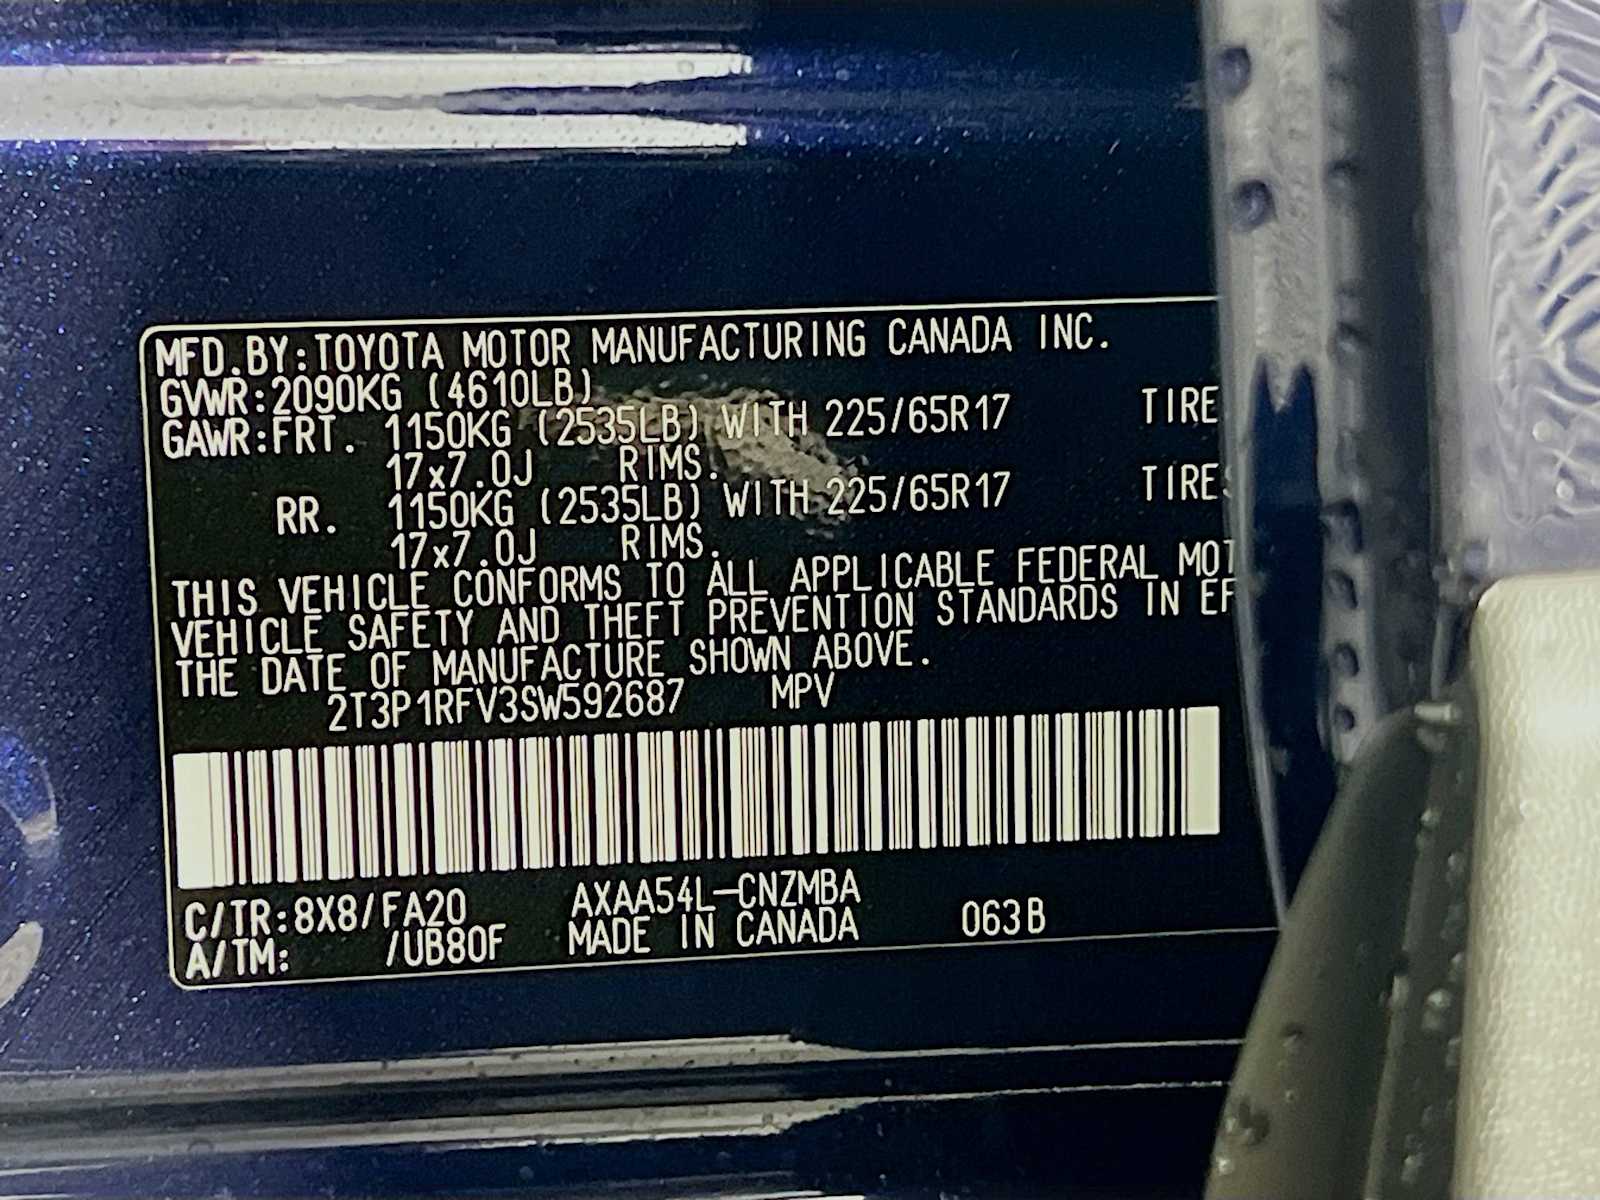 MFD.BY:TOYOTA MOTOR MANUFACTURING CANADA INC.
GVWR:2090KG (4610LB)
GAWR:FRT. 1150KG (2535LB) WITH 225/65R17 TIRE
17x7.0J RIMS.
RR. 1150KG (2535LB) WITH 225/65R17 TIRES
17x7.0J RIMS.
THIS VEHICLE CONFORMS TO ALL APPLICABLE FEDERAL MOT
VEHICLE SAFETY AND THEFT PREVENTION STANDARDS IN EF
THE DATE OF MANUFACTURE SHOWN ABOVE.
2T3P1RFV3SW592687 MPV
C/TR:8X8/FA20 AXAA54L-CNZMBA
A/TM: /UB80F MADE IN CANADA 063B